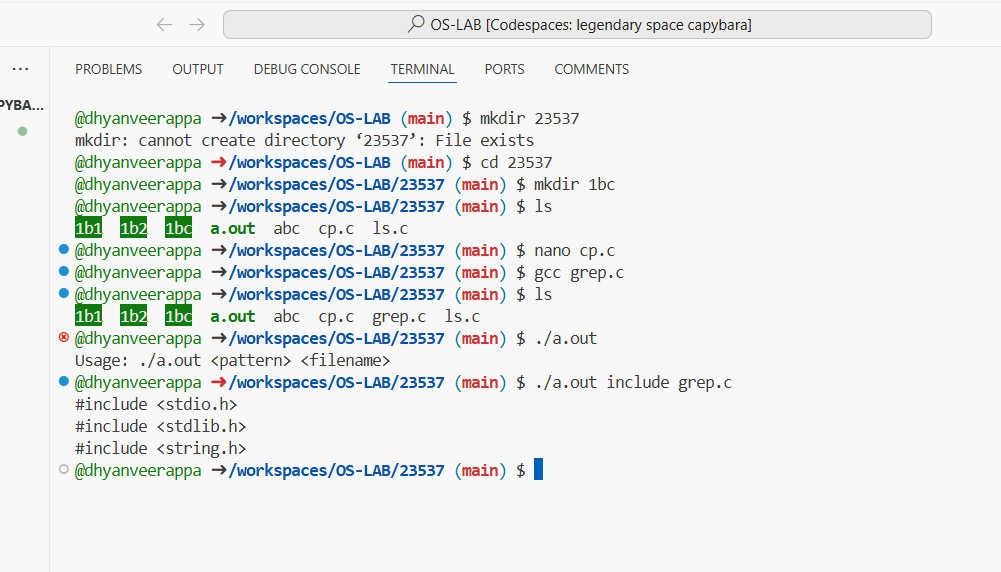 OS-LAB [Codespaces: legendary space capybara]
PROBLEMS OUTPUT DEBUG CONSOLE TERMINAL PORTS COMMENTS
PYBA...
@dhyanveerappa ➜/workspaces/OS-LAB (main) $ mkdir 23537
mkdir: cannot create directory ‘23537’: File exists
@dhyanveerappa ➜/workspaces/OS-LAB (main) $ cd 23537
@dhyanveerappa ➜/workspaces/OS-LAB/23537 (main) $ mkdir 1bc
@dhyanveerappa ➜/workspaces/OS-LAB/23537 (main) $ ls
1b1 1b2 1bc a.out abc cp.c ls.c
@dhyanveerappa ➜/workspaces/OS-LAB/23537 (main) $ nano cp.c
@dhyanveerappa ➜/workspaces/OS-LAB/23537 (main) $ gcc grep.c
@dhyanveerappa ➜/workspaces/OS-LAB/23537 (main) $ ls
1b1 1b2 1bc a.out abc cp.c grep.c ls.c
@dhyanveerappa ➜/workspaces/OS-LAB/23537 (main) $ ./a.out
Usage: ./a.out <pattern> <filename>
@dhyanveerappa ➜/workspaces/OS-LAB/23537 (main) $ ./a.out include grep.c
#include <stdio.h>
#include <stdlib.h>
#include <string.h>
@dhyanveerappa ➜/workspaces/OS-LAB/23537 (main) $